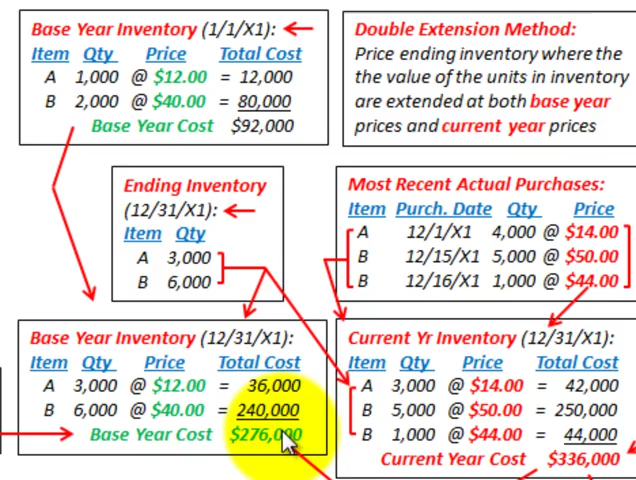 Base Year Inventory (1/1/X1):
Item Qty Price Total Cost
A 1,000 @ $12.00 = 12,000
B 2,000 @ $40.00 = 80,000
Base Year Cost $92,000
Double Extension Method:
Price ending inventory where the
the value of the units in inventory
are extended at both base year
prices and current year prices
Ending Inventory
(12/31/X1):
Item Qty
A 3,000
B 6,000
Most Recent Actual Purchases:
Item Purch. Date Qty Price
A 12/1/X1 4,000 @ $14.00
B 12/15/X1 5,000 @ $50.00
B 12/16/X1 1,000 @ $44.00
Base Year Inventory (12/31/X1):
Item Qty Price Total Cost
A 3,000 @ $12.00 = 36,000
B 6,000 @ $40.00 = 240,000
Base Year Cost $276,000
Current Yr Inventory (12/31/X1):
Item Qty Price Total Cost
A 3,000 @ $14.00 = 42,000
B 5,000 @ $50.00 = 250,000
B 1,000 @ $44.00 = 44,000
Current Year Cost $336,000